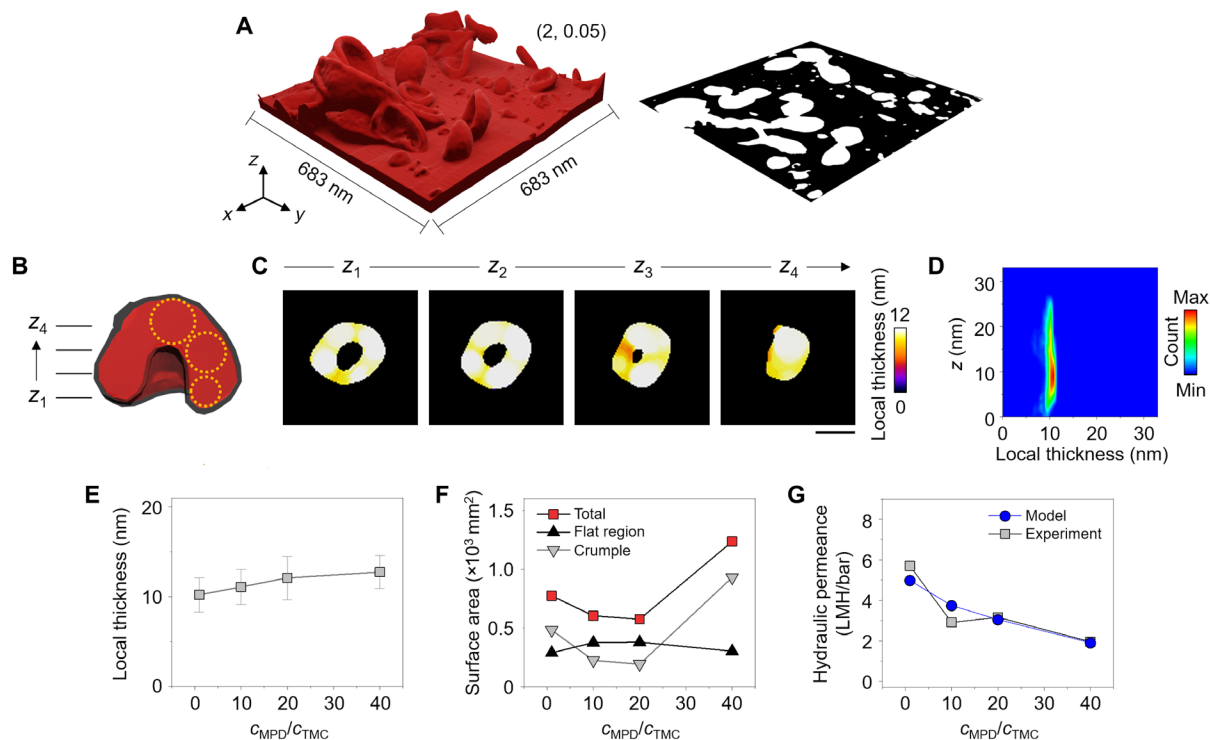 A
(2, 0.05)
683 nm
683 nm
z
x
y
B
z4
z1
C
z1
z2
z3
z4
12
Local thickness (nm)
0
D
30
20
10
0
z (nm)
0
10
20
30
Local thickness (nm)
Max
Count
Min
E
20
10
0
Local thickness (nm)
0
10
20
30
40
cMPD/cTMC
F
1.5
1.0
0.5
0
Surface area (×10³ mm²)
Total
Flat region
Crumple
0
10
20
30
40
cMPD/cTMC
G
8
6
4
2
0
Hydraulic permeance
(LMH/bar)
Model
Experiment
0
10
20
30
40
cMPD/cTMC